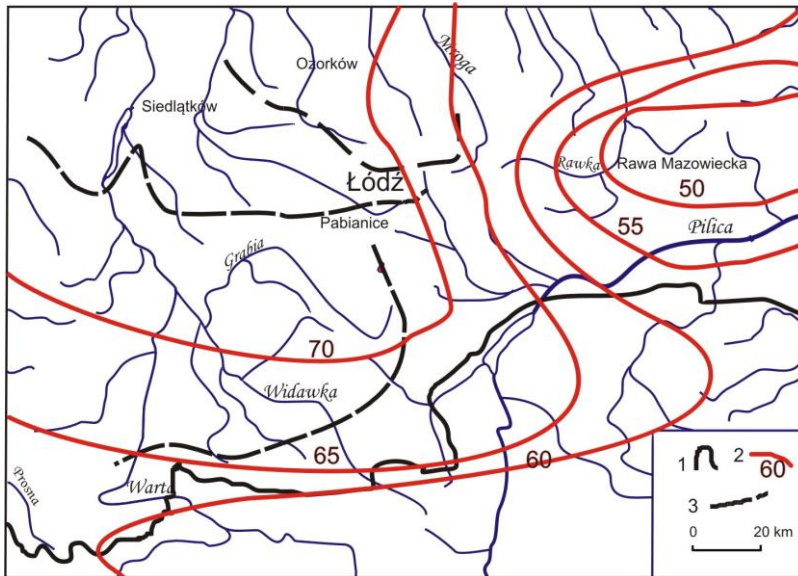 Ozorków
Mroga
Siedlątków
Rawka
Rawa Mazowiecka
Łódź
50
55
Pabianice
Pilica
Grabia
70
Widawka
65
60
Warta
Prosna
1
2
60
3
0 20 km